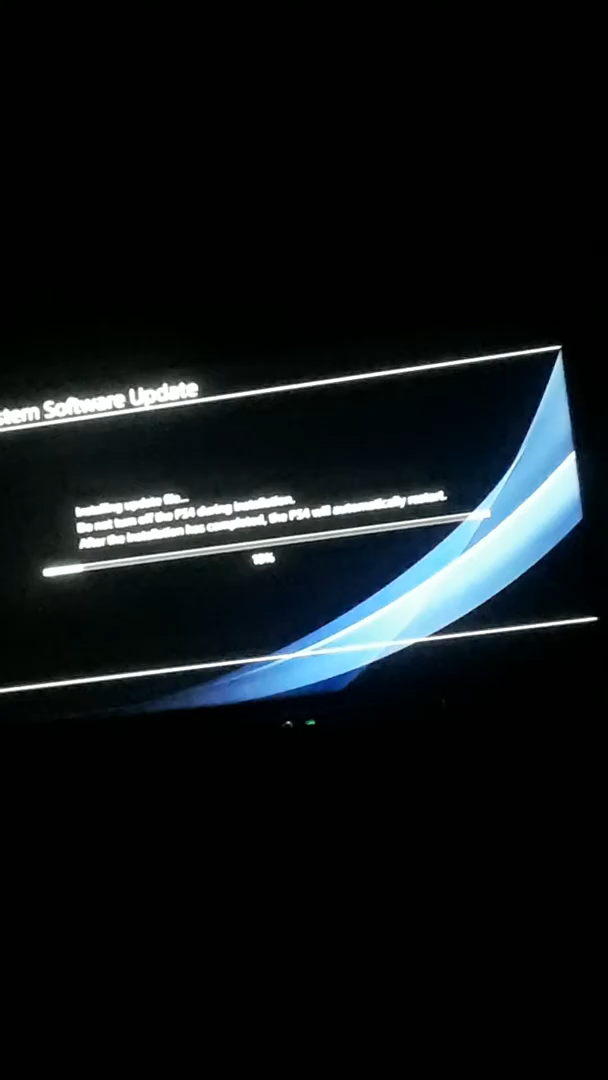 stem Software Update
Installing update file...
Do not turn off the PS4 during installation.
After the installation has completed, the PS4 will automatically restart.
10%